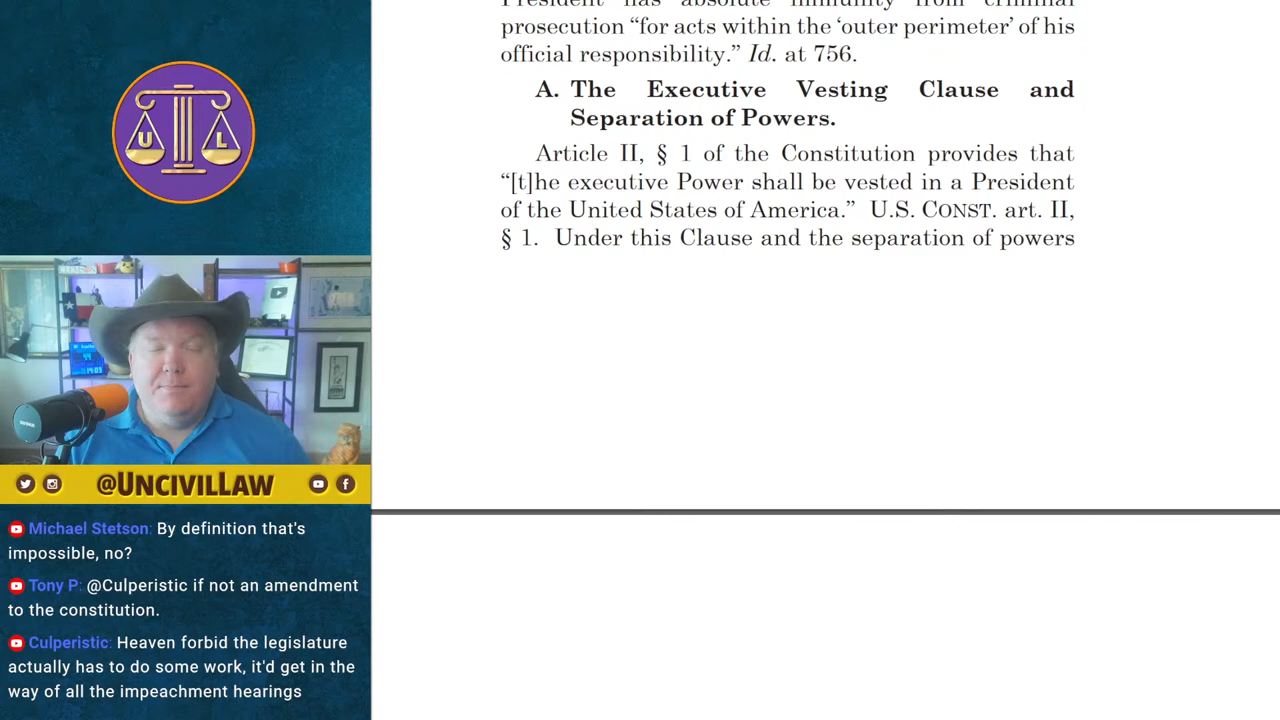 President has absolute immunity from criminal
prosecution “for acts within the ‘outer perimeter’ of his
official responsibility.” Id. at 756.
A. The Executive Vesting Clause and
Separation of Powers.
Article II, § 1 of the Constitution provides that
“[t]he executive Power shall be vested in a President
of the United States of America.” U.S. CONST. art. II,
§ 1. Under this Clause and the separation of powers
U L
@UNCIVILLAW
Michael Stetson: By definition that's
impossible, no?
Tony P: @Culperistic if not an amendment
to the constitution.
Culperistic: Heaven forbid the legislature
actually has to do some work, it'd get in the
way of all the impeachment hearings